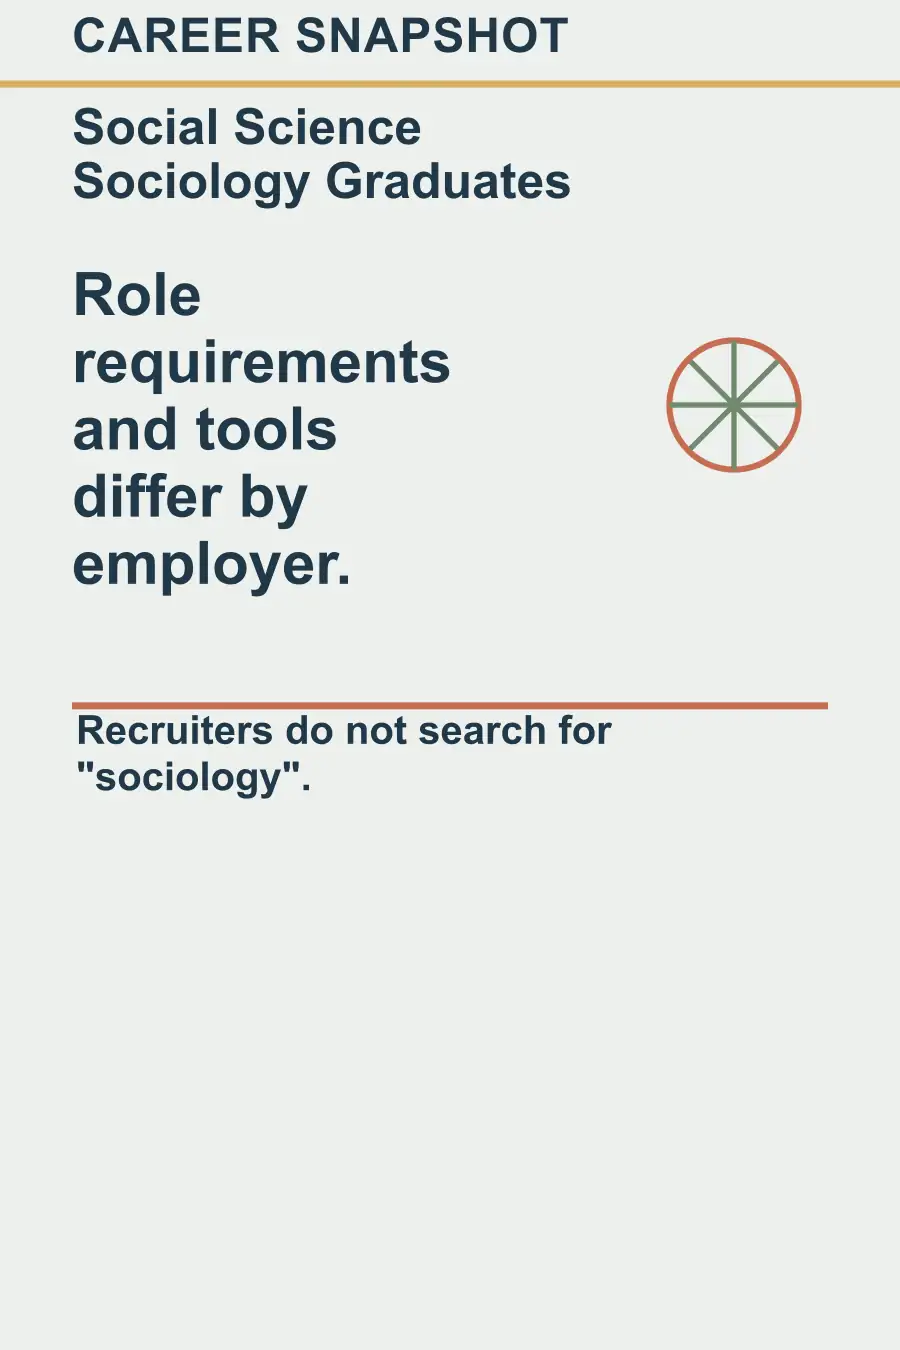 CAREER SNAPSHOT
Social Science
Sociology Graduates
Role
requirements
and tools
differ by
employer.
Recruiters do not search for
"sociology".